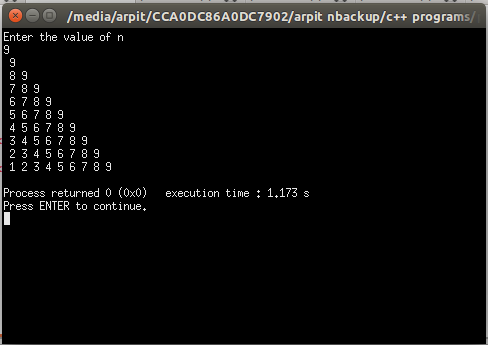 /media/arpit/CCA0DC86A0DC7902/arpit nbackup/c++ programs/
Enter the value of n
9
9
8 9
7 8 9
6 7 8 9
5 6 7 8 9
4 5 6 7 8 9
3 4 5 6 7 8 9
2 3 4 5 6 7 8 9
1 2 3 4 5 6 7 8 9
Process returned 0 (0x0)   execution time : 1.173 s
Press ENTER to continue.